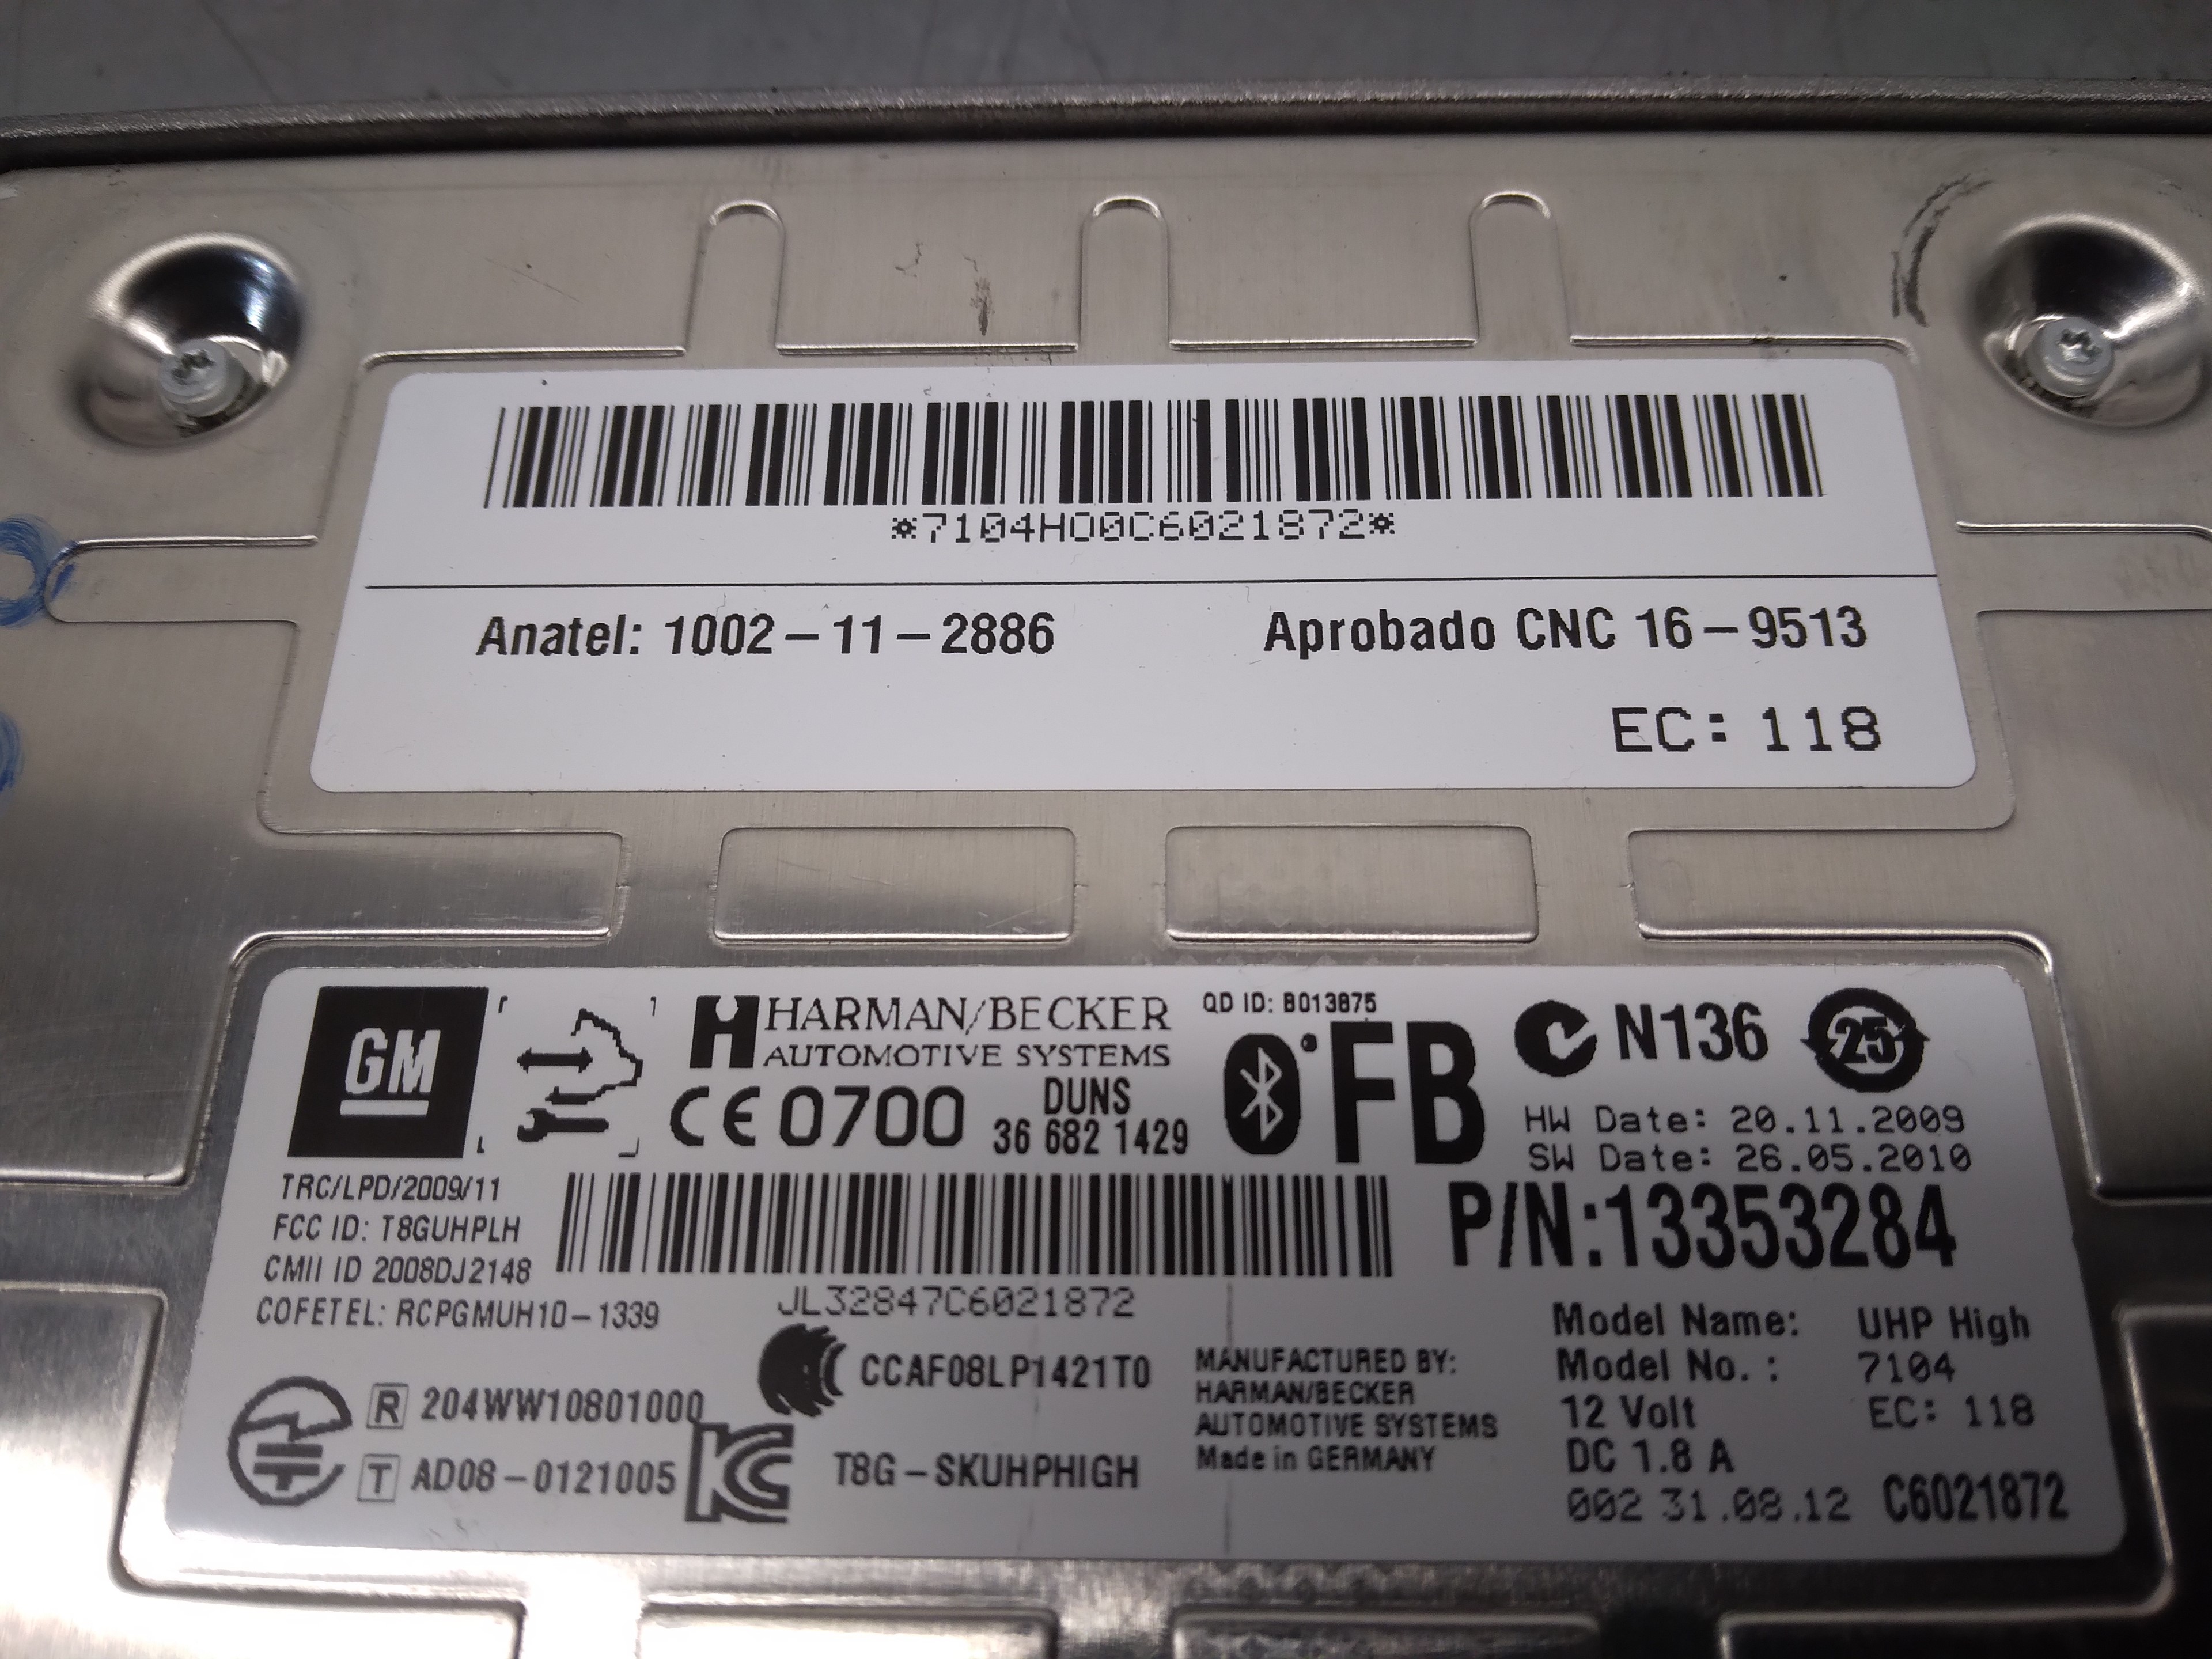 *7104HO0C6021872*
Anatel: 1002-11-2886
Aprobado CNC 16-9513
EC: 118
GM
HARMAN/BECKER
AUTOMOTIVE SYSTEMS
CE 0700
DUNS
36 682 1429
QD ID: B013875
FB
N136
25
HW Date: 20.11.2009
SW Date: 26.05.2010
P/N:13353284
TRC/LPD/2009/11
FCC ID: T8GUHPLH
CMII ID 2008DJ2148
COFETEL: RCPGMUH10-1339
JL32847C6021872
R 204WW10801000
T AD08-0121005
CCAF08LP1421T0
KC
T8G-SKUHPHIGH
MANUFACTURED BY:
HARMAN/BECKER
AUTOMOTIVE SYSTEMS
Made in GERMANY
Model Name: UHP High
Model No. : 7104
12 Volt EC: 118
DC 1.8 A
002 31.08.12 C6021872